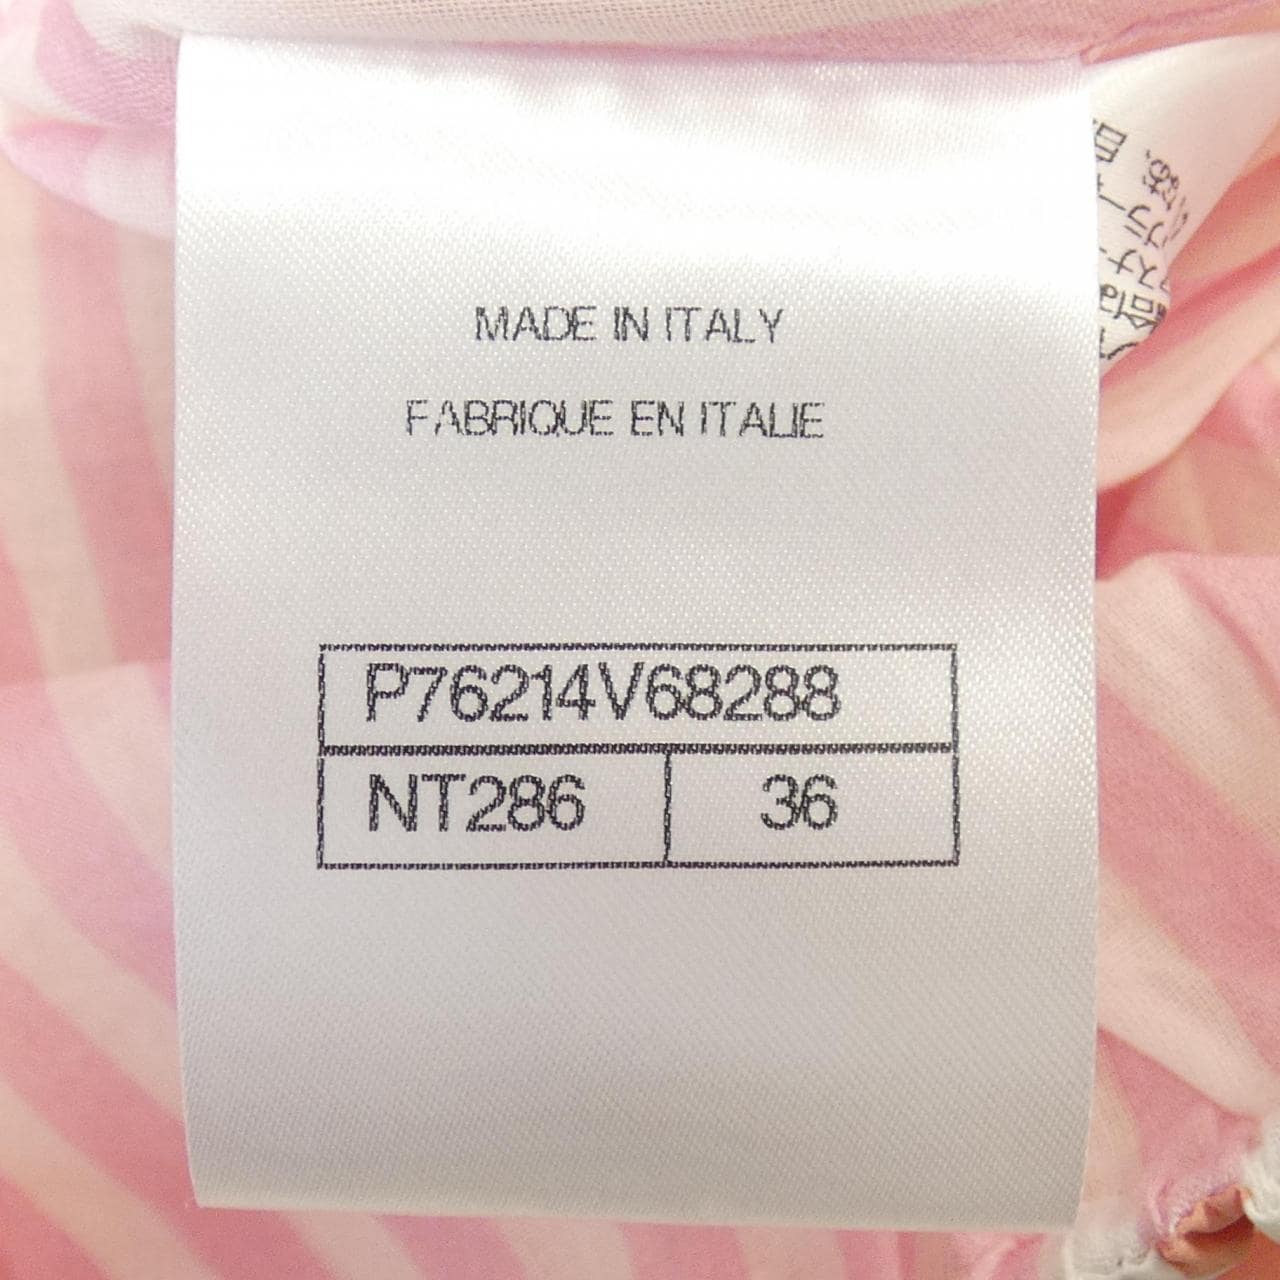 MADE IN ITALY
FABRIQUE EN ITALIE
P76214V68288
NT286 36